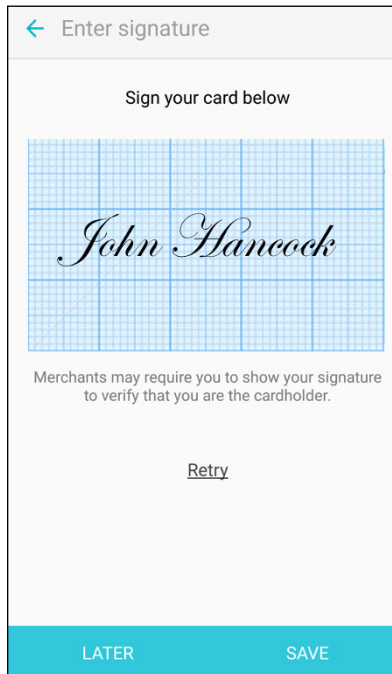 Enter signature
Sign your card below
John Hancock
Merchants may require you to show your signature
to verify that you are the cardholder.
Retry
LATER SAVE